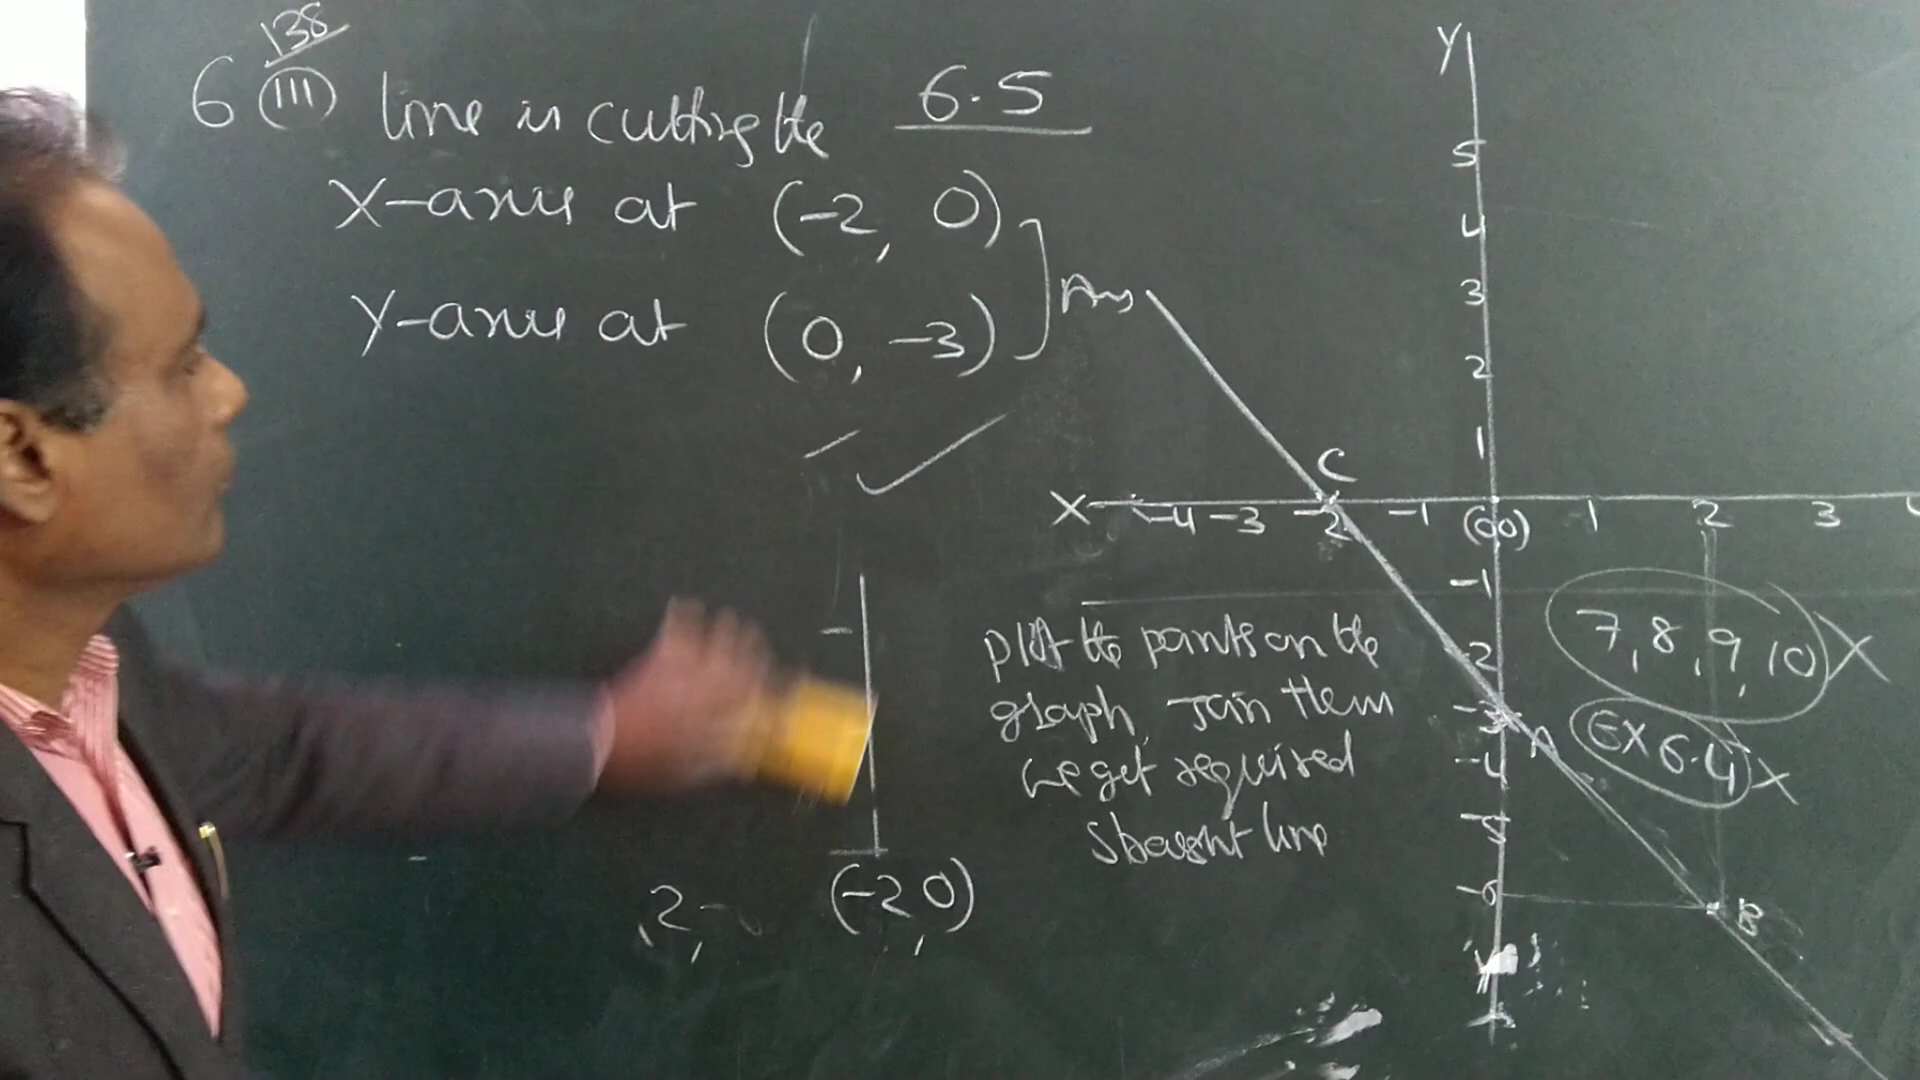 138
6 (III) line is cutting the 6.5
X-axis at (-2, 0)
Y-axis at (0, -3)
Ans
Y
5
4
3
2
1
C
X -4 -3 -2 -1 (00) 1 2 3
-1
-2
-3
-4
-5
-6
A
B
plot the points on the
graph, Join them
we get required
straight line
7, 8, 9, 10 X
Ex 6.4 X
2, (-2, 0)